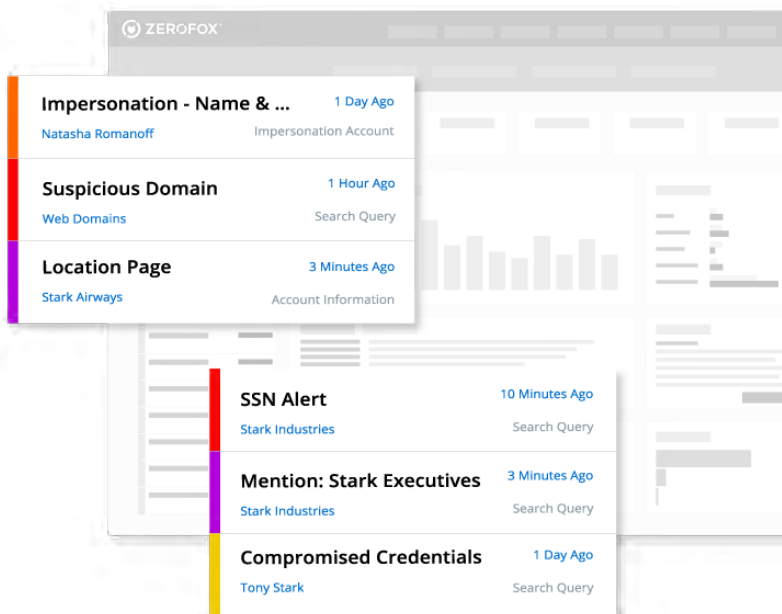 ZEROFOX
Impersonation - Name & ...
1 Day Ago
Natasha Romanoff
Impersonation Account
Suspicious Domain
1 Hour Ago
Web Domains
Search Query
Location Page
3 Minutes Ago
Stark Airways
Account Information
SSN Alert
10 Minutes Ago
Stark Industries
Search Query
Mention: Stark Executives
3 Minutes Ago
Stark Industries
Search Query
Compromised Credentials
1 Day Ago
Tony Stark
Search Query